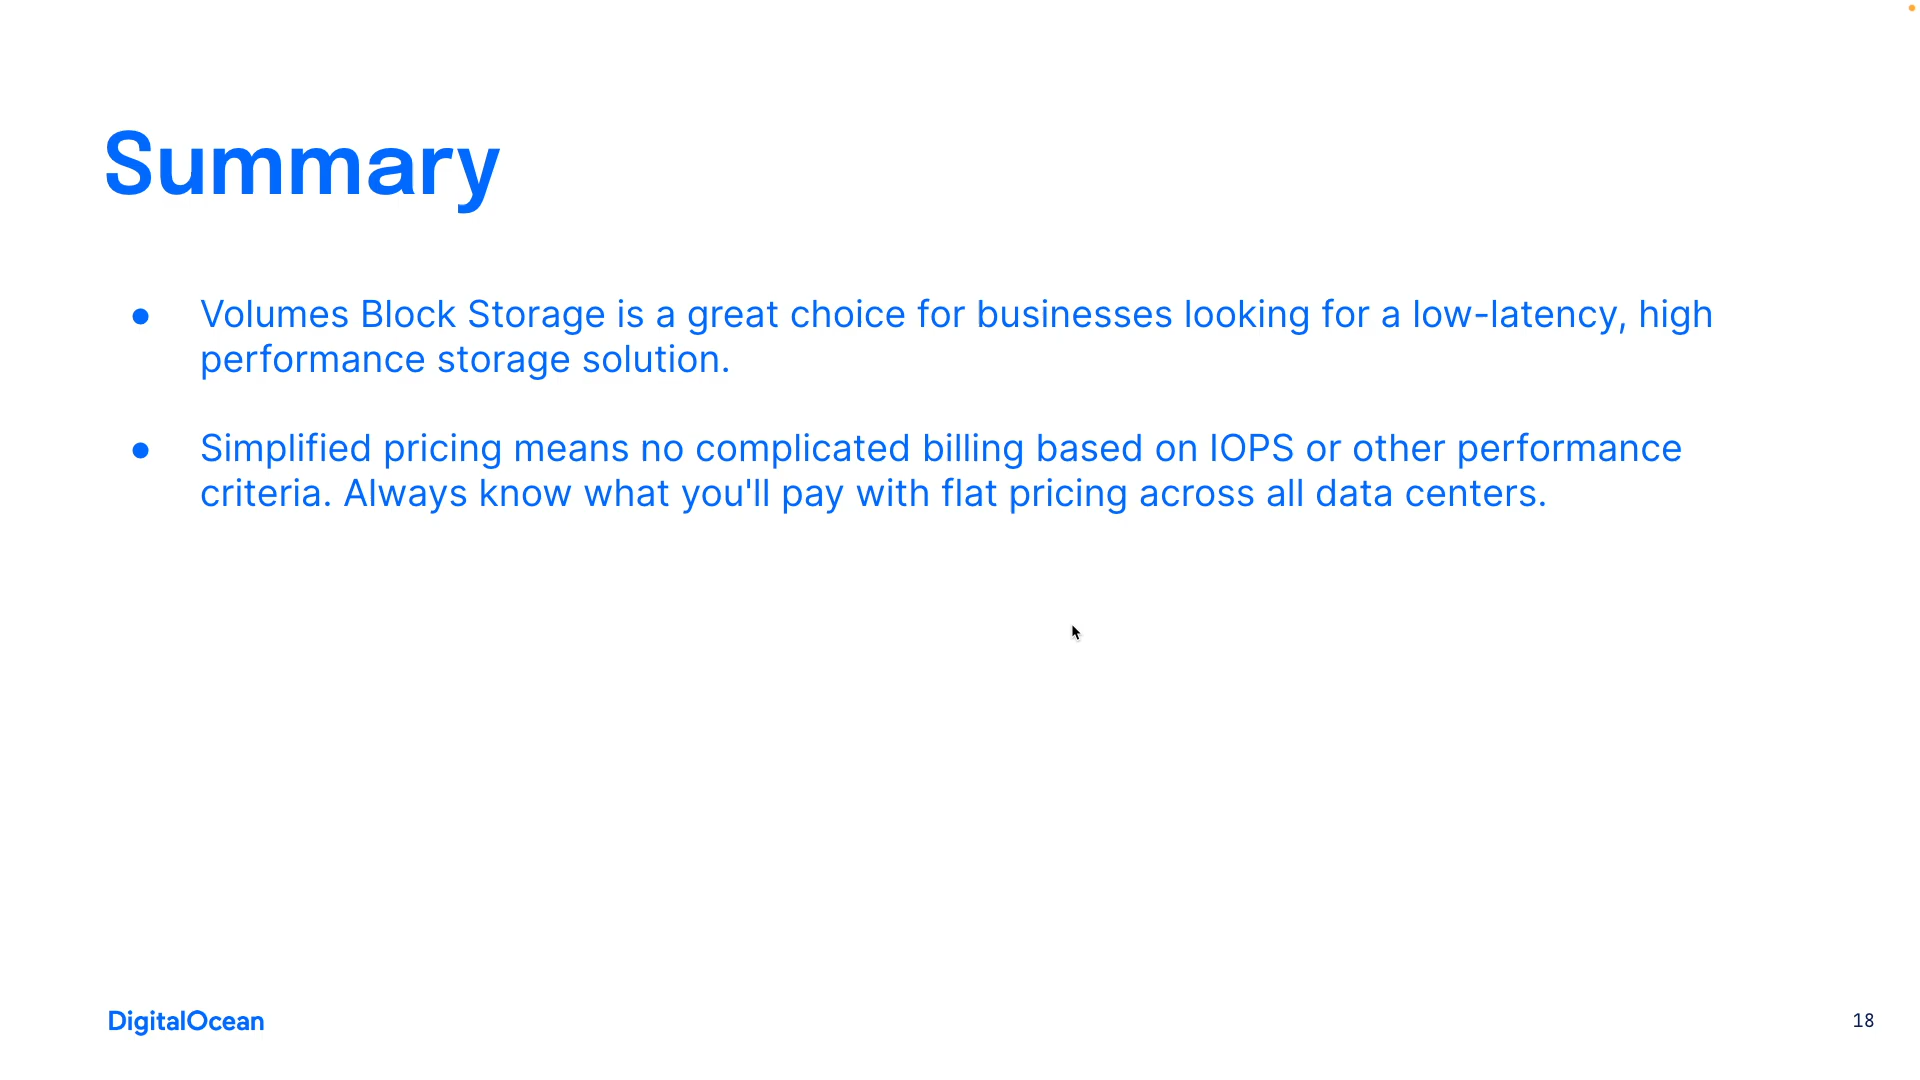 Summary
● Volumes Block Storage is a great choice for businesses looking for a low-latency, high
performance storage solution.
● Simplified pricing means no complicated billing based on IOPS or other performance
criteria. Always know what you'll pay with flat pricing across all data centers.
DigitalOcean
18